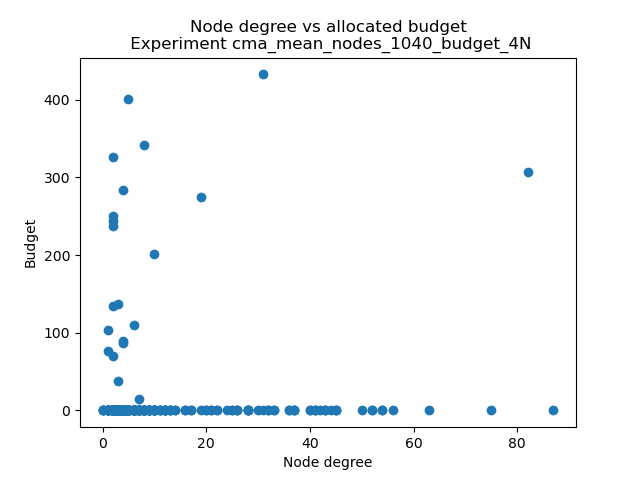 Node degree vs allocated budget
Experiment cma_mean_nodes_1040_budget_4N
400
300
200
100
0
Budget
0 20 40 60 80
Node degree